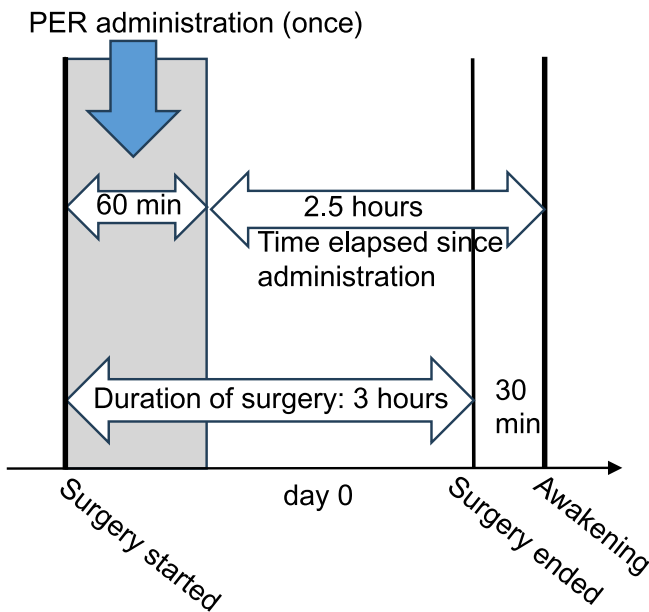 PER administration (once)
60 min
2.5 hours
Time elapsed since
administration
Duration of surgery: 3 hours
30
min
day 0
Surgery started
Surgery ended
Awakening